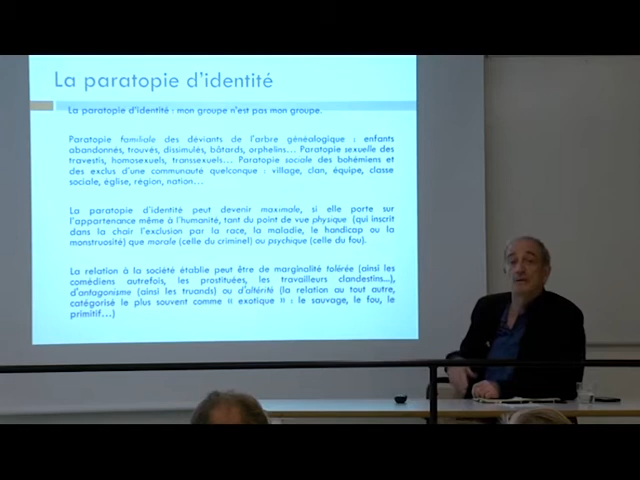 La paratopie d'identité
La paratopie d'identité : mon groupe n'est pas mon groupe.
Paratopie familiale des déviants de l'arbre généalogique : enfants
abandonnés, trouvés, dissimulés, bâtards, orphelins... Paratopie sexuelle des
travestis, homosexuels, transsexuels... Paratopie sociale des bohémiens et
des exclus d'une communauté quelconque : village, clan, équipe, classe
sociale, église, région, nation...
La paratopie d'identité peut devenir maximale, si elle porte sur
l'appartenance même à l'humanité, tant du point de vue physique (qui inscrit
dans la chair l'exclusion par la race, la maladie, le handicap ou la
monstruosité) que morale (celle du criminel) ou psychique (celle du fou).
La relation à la société établie peut être de marginalité tolérée (ainsi les
comédiens autrefois, les prostituées, les travailleurs clandestins...),
d'antagonisme (ainsi les truands) ou d'altérité (la relation au tout autre,
catégorisé le plus souvent comme « exotique » : le sauvage, le fou, le
primitif...)